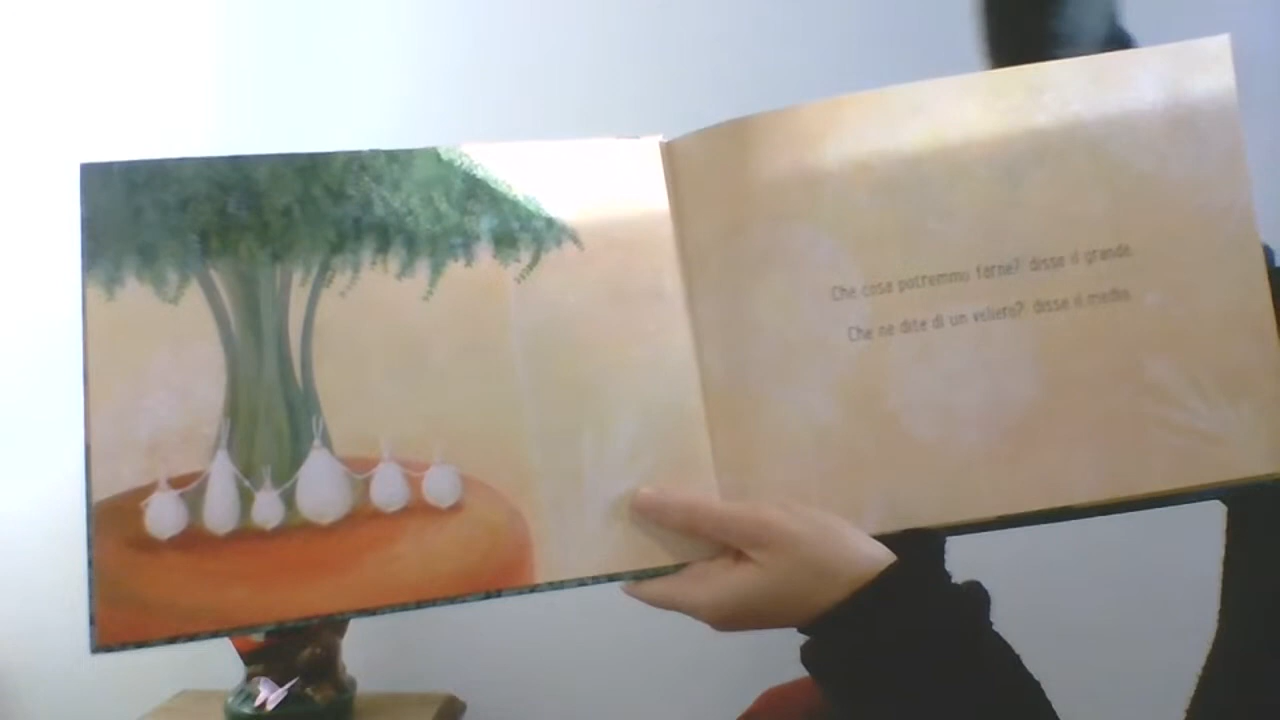 Che cosa potremmo farne? disse il grande.
Che ne dite di un veliero? disse il medio.